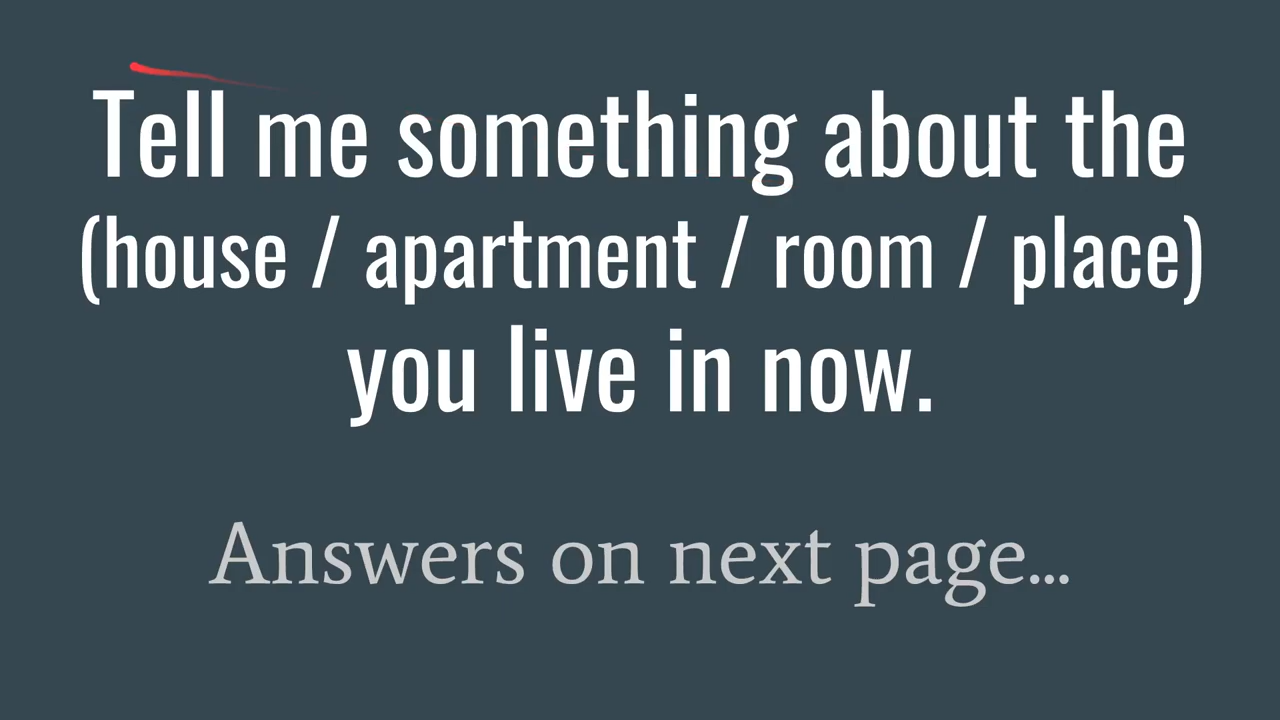 Tell me something about the
(house / apartment / room / place)
you live in now.
Answers on next page...